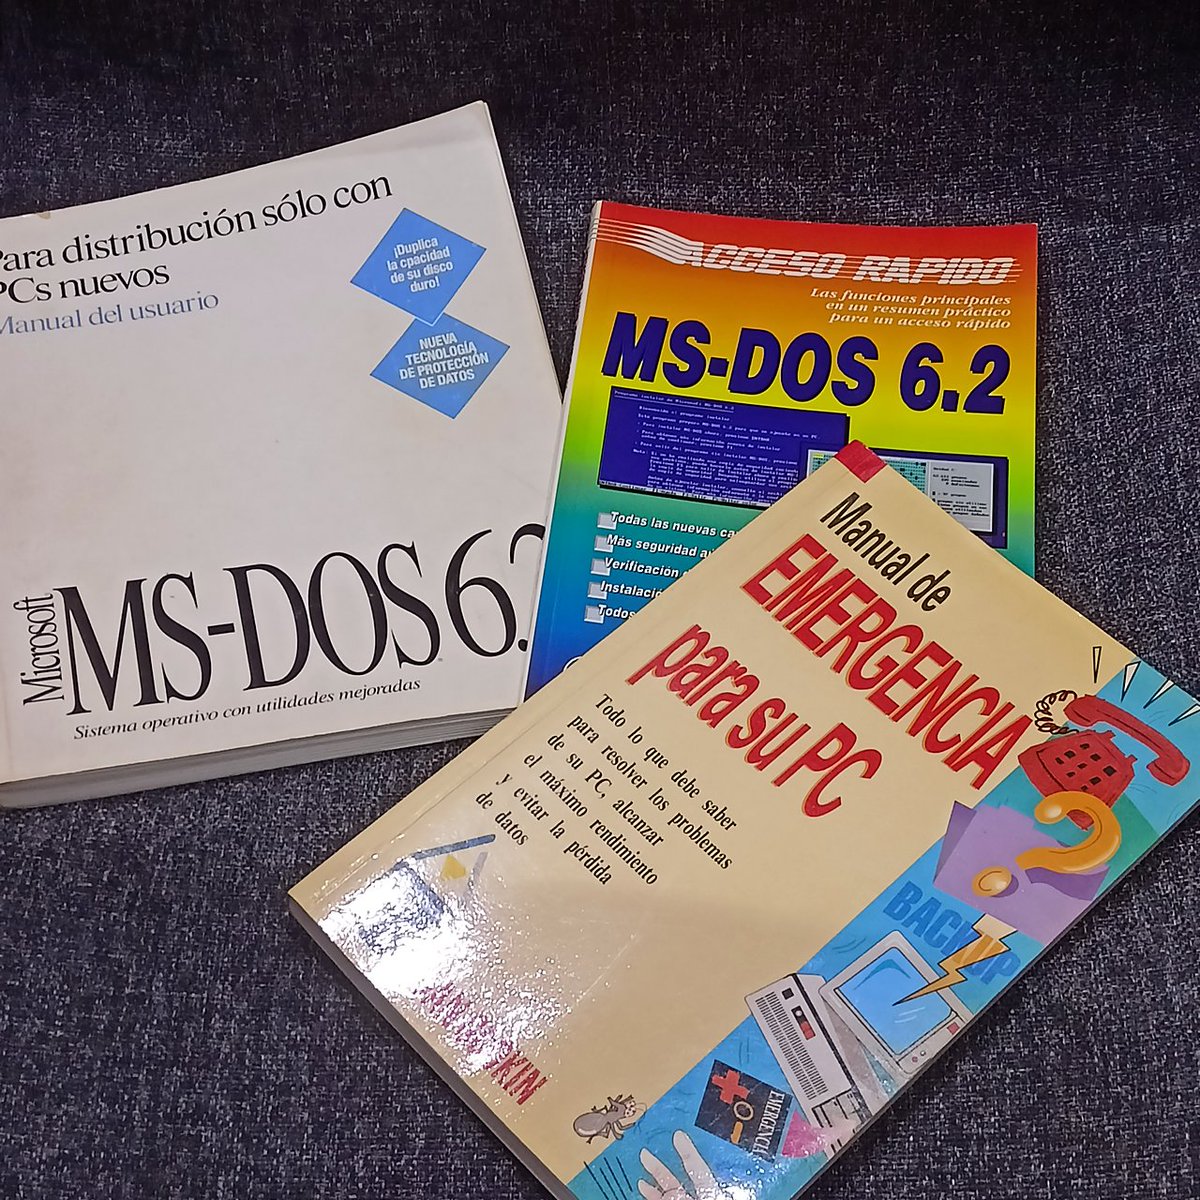 Para distribución sólo con
PCs nuevos
Manual del usuario
¡Duplica
la cpacidad
de su disco
duro!
NUEVA
TECNOLOGÍA
DE PROTECCIÓN
DE DATOS
Microsoft
MS-DOS 6.2
Sistema operativo con utilidades mejoradas
ACCESO RAPIDO
Las funciones principales
en un resumen práctico
para un acceso rápido
MS-DOS 6.2
Todas las nuevas
Más seguridad
Verificación
Instalació
Todos
Manual de
EMERGENCIA
para su PC
Todo lo que debe saber
para resolver los problemas
de su PC, alcanzar
el máximo rendimiento
y evitar la pérdida
de datos
BACKUP
EMERGENCIA